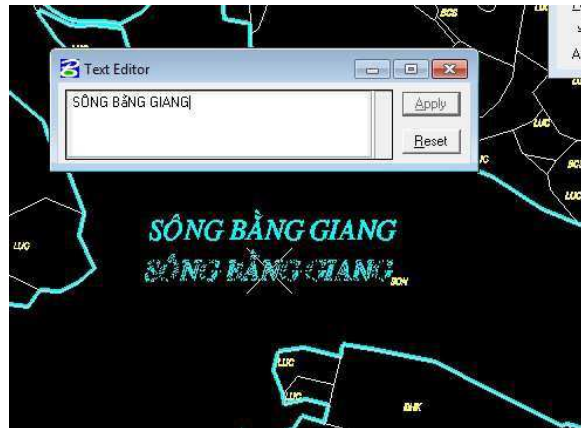 BCS
LUC
Text Editor
SÔNG BằNG GIANG
Apply
Reset
LUC
LUC
SÔNG BẰNG GIANG
SÔNG BẰNG GIANG
SON
LUC
LUC
LUC
BHK